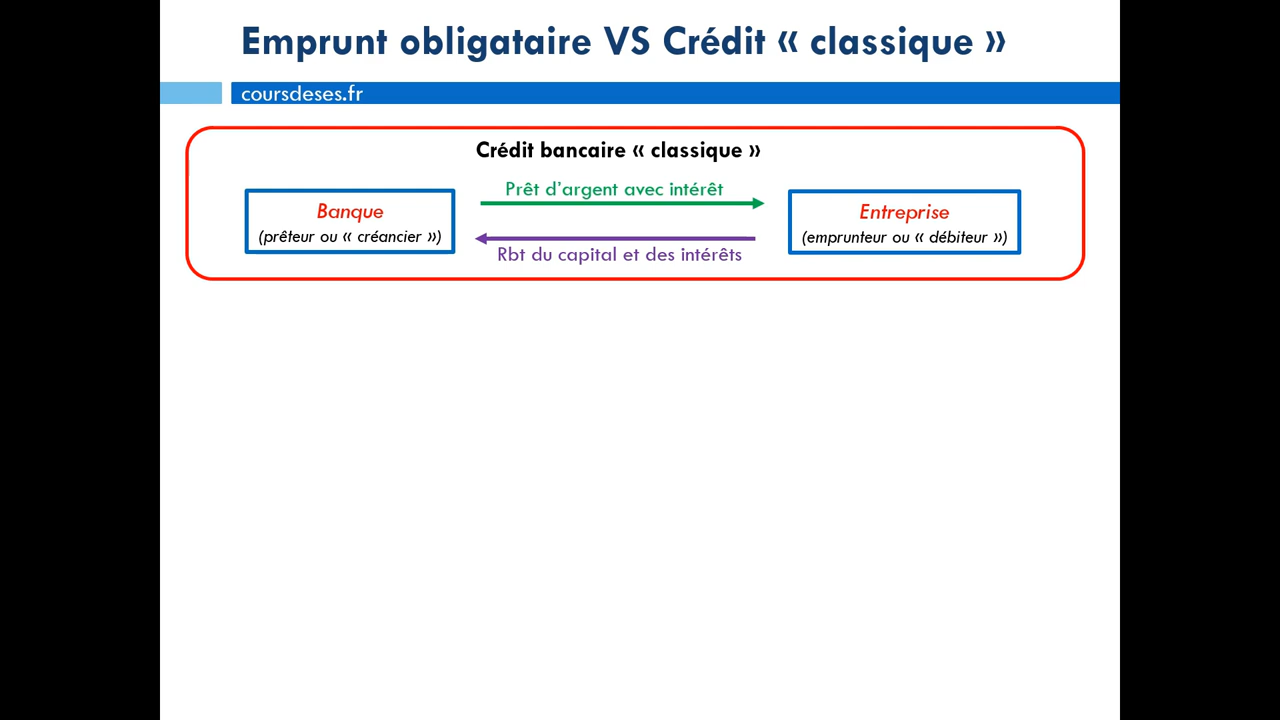 Emprunt obligataire VS Crédit « classique »
coursdeses.fr
Crédit bancaire « classique »
Prêt d’argent avec intérêt
Banque
(prêteur ou « créancier »)
Entreprise
(emprunteur ou « débiteur »)
Rbt du capital et des intérêts